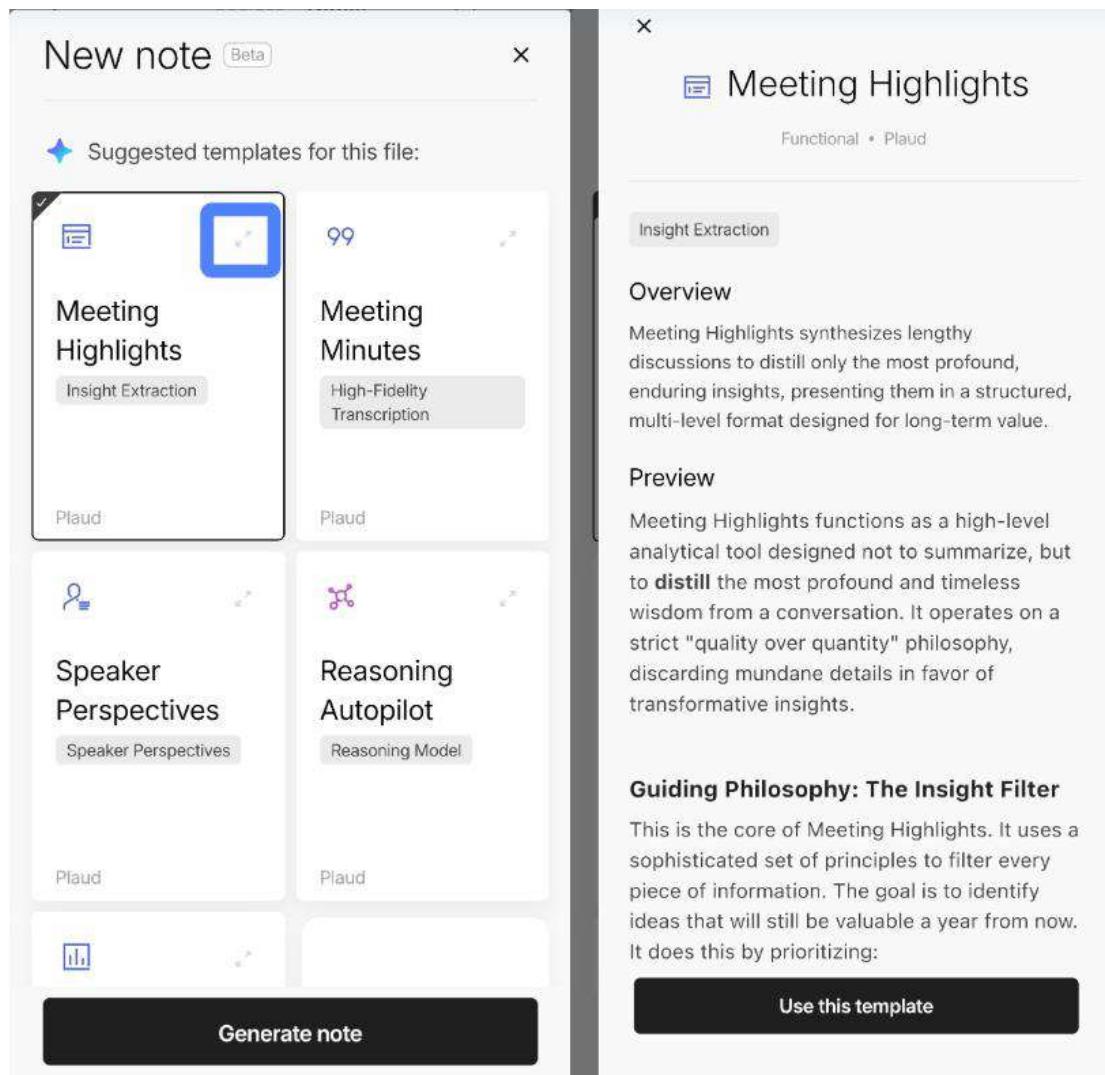 New note Beta
Suggested templates for this file:
Meeting
Highlights
Insight Extraction
Plaud
99
Meeting
Minutes
High-Fidelity
Transcription
Plaud
Speaker
Perspectives
Speaker Perspectives
Plaud
Reasoning
Autopilot
Reasoning Model
Plaud
Generate note
Meeting Highlights
Functional • Plaud
Insight Extraction
Overview
Meeting Highlights synthesizes lengthy
discussions to distill only the most profound,
enduring insights, presenting them in a structured,
multi-level format designed for long-term value.
Preview
Meeting Highlights functions as a high-level
analytical tool designed not to summarize, but
to distill the most profound and timeless
wisdom from a conversation. It operates on a
strict "quality over quantity" philosophy,
discarding mundane details in favor of
transformative insights.
Guiding Philosophy: The Insight Filter
This is the core of Meeting Highlights. It uses a
sophisticated set of principles to filter every
piece of information. The goal is to identify
ideas that will still be valuable a year from now.
It does this by prioritizing:
Use this template